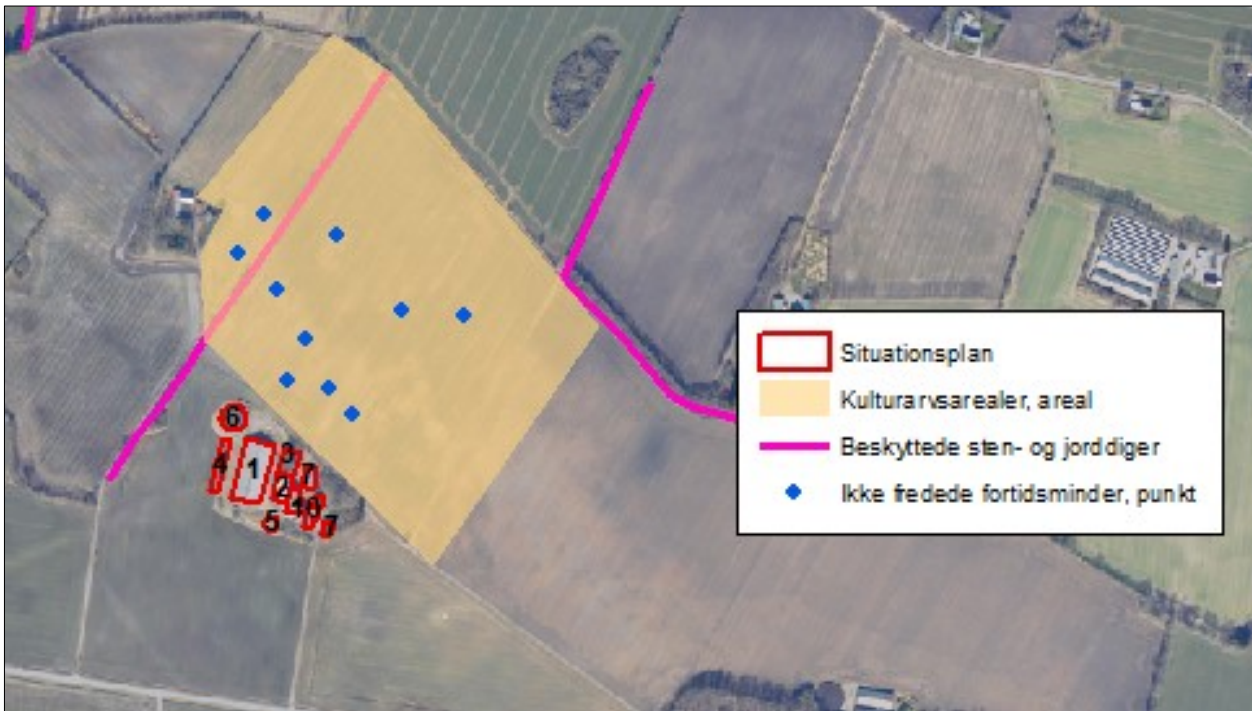 6
3
4
1
7
2
10
5
7
Situationsplan
Kulturarvsarealer, areal
Beskyttede sten- og jorddiger
Ikke fredede fortidsminder, punkt